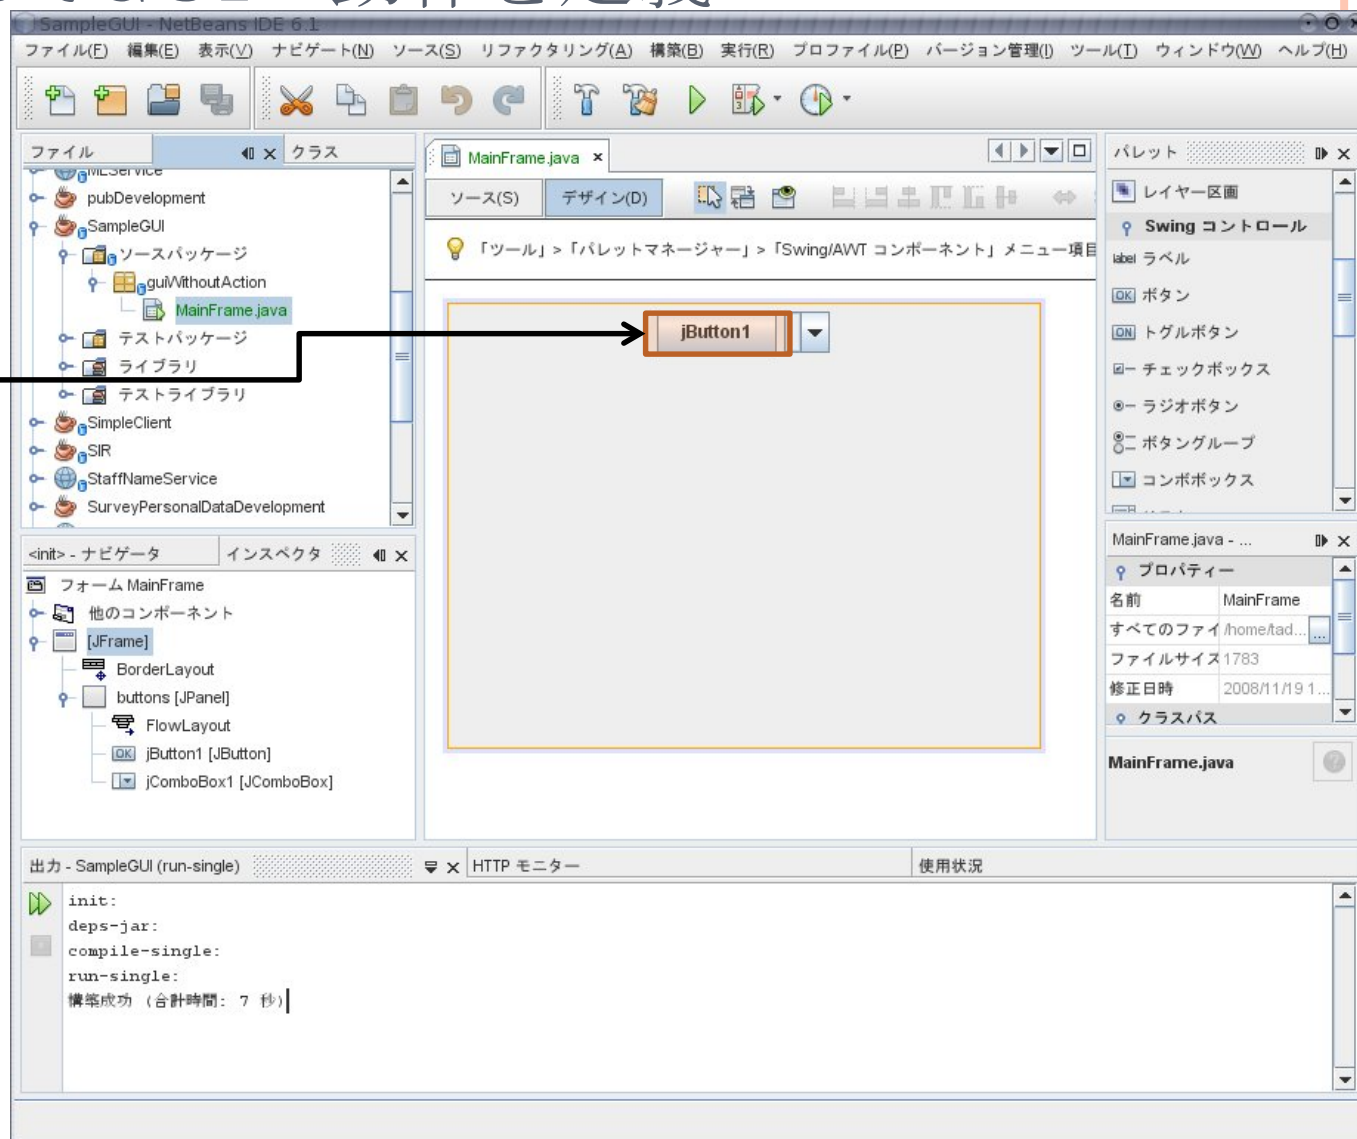 SampleGUI - NetBeans IDE 6.1
ファイル(F) 編集(E) 表示(V) ナビゲート(N) ソース(S) リファクタリング(A) 構築(B) 実行(R) プロファイル(P) バージョン管理(I) ツール(T) ウィンドウ(W) ヘルプ(H)
ファイル
クラス
MLService
pubDevelopment
SampleGUI
ソースパッケージ
guiWithoutAction
MainFrame.java
テストパッケージ
ライブラリ
テストライブラリ
SimpleClient
SIR
StaffNameService
SurveyPersonalDataDevelopment
<init> - ナビゲータ
インスペクタ
フォーム MainFrame
他のコンポーネント
[JFrame]
BorderLayout
buttons [JPanel]
FlowLayout
OK jButton1 [JButton]
jComboBox1 [JComboBox]
MainFrame.java
ソース(S) デザイン(D)
「ツール」>「パレットマネージャー」>「Swing/AWT コンポーネント」メニュー項目
jButton1
パレット
レイヤー区画
Swing コントロール
label ラベル
OK ボタン
ON トグルボタン
チェックボックス
ラジオボタン
ボタングループ
コンボボックス
MainFrame.java - ...
プロパティー
名前 MainFrame
すべてのファイ /home/tad... ...
ファイルサイズ 1783
修正日時 2008/11/19 1...
クラスパス
MainFrame.java
出力 - SampleGUI (run-single)
HTTP モニター
使用状況
init:
deps-jar:
compile-single:
run-single:
構築成功 (合計時間: 7 秒)